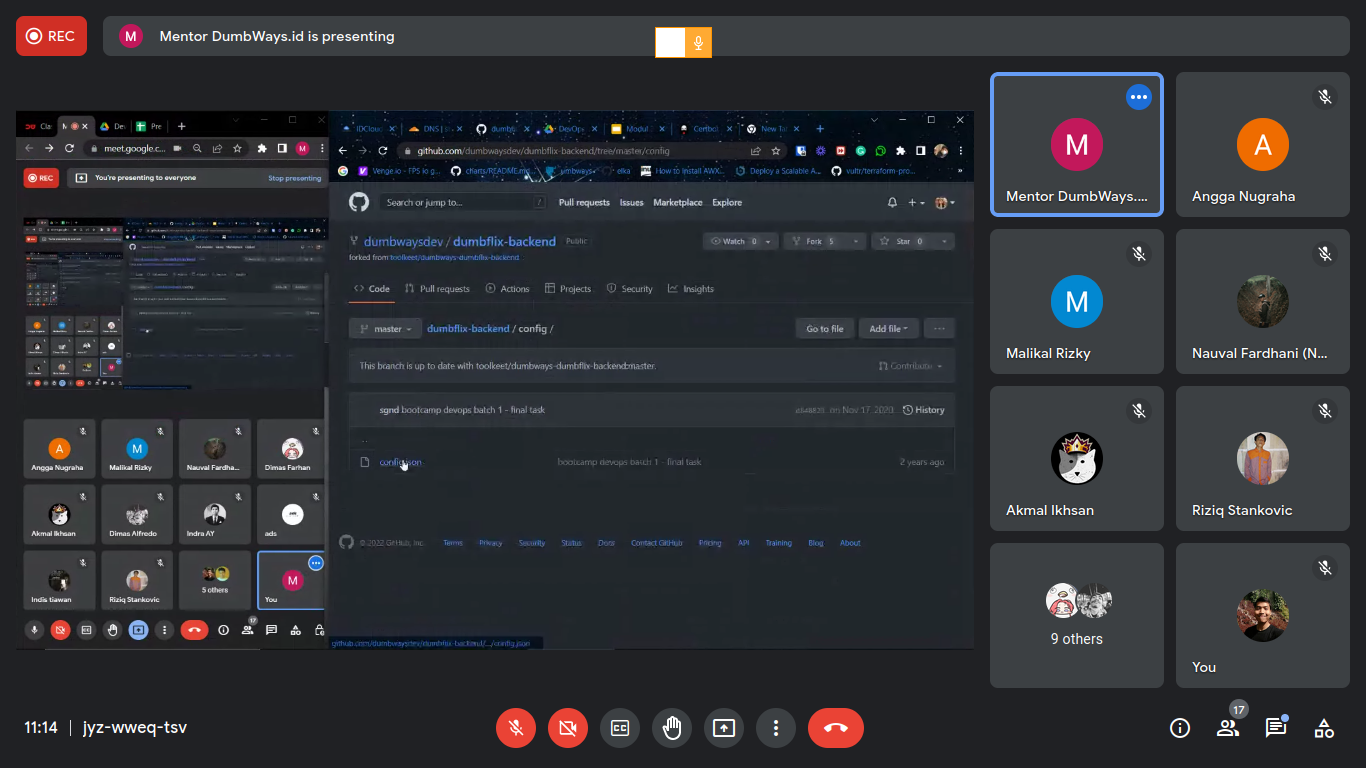 REC
M
Mentor DumbWays.id is presenting
Cla
M
Dev
Pre
meet.google.c...
M
REC
You're presenting to everyone
Stop presenting
A
Angga Nugraha
M
Malikal Rizky
Nauval Fardha...
Dimas Farhan
Akmal Ikhsan
Dimas Alfredo
Indra AY
ads
ads
Indis tiawan
Riziq Stankovic
5 others
M
You
17
IDClou
DNS |
dumbfl
DevOp
Modul
Certbot
New Ta
github.com/dumbwaysdev/dumbflix-backend/tree/master/config
Venge.io - FPS io g...
charts/README.md...
umbways
elka
How to Install AWX...
Deploy a Scalable A...
vultr/terraform-pro...
»
Search or jump to...
/
Pull requests
Issues
Marketplace
Explore
dumbwaysdev / dumbflix-backend
Public
Watch 0
Fork 5
Star 0
forked from toolkeet/dumbways-dumbflix-backend
Code
Pull requests
Actions
Projects
Security
Insights
master
dumbflix-backend / config /
Go to file
Add file
...
This branch is up to date with toolkeet/dumbways-dumbflix-backend:master.
Contribute
sgnd bootcamp devops batch 1 - final task
on Nov 17, 2020
History
..
config.json
bootcamp devops batch 1 - final task
2 years ago
© 2022 GitHub, Inc.
Terms
Privacy
Security
Status
Docs
Contact GitHub
Pricing
API
Training
Blog
About
github.com/dumbwaysdev/dumbflix-backend/.../config.json
M
Mentor DumbWays....
A
Angga Nugraha
M
Malikal Rizky
Nauval Fardhani (N...
Akmal Ikhsan
Riziq Stankovic
9 others
You
11:14
jyz-wweq-tsv
17